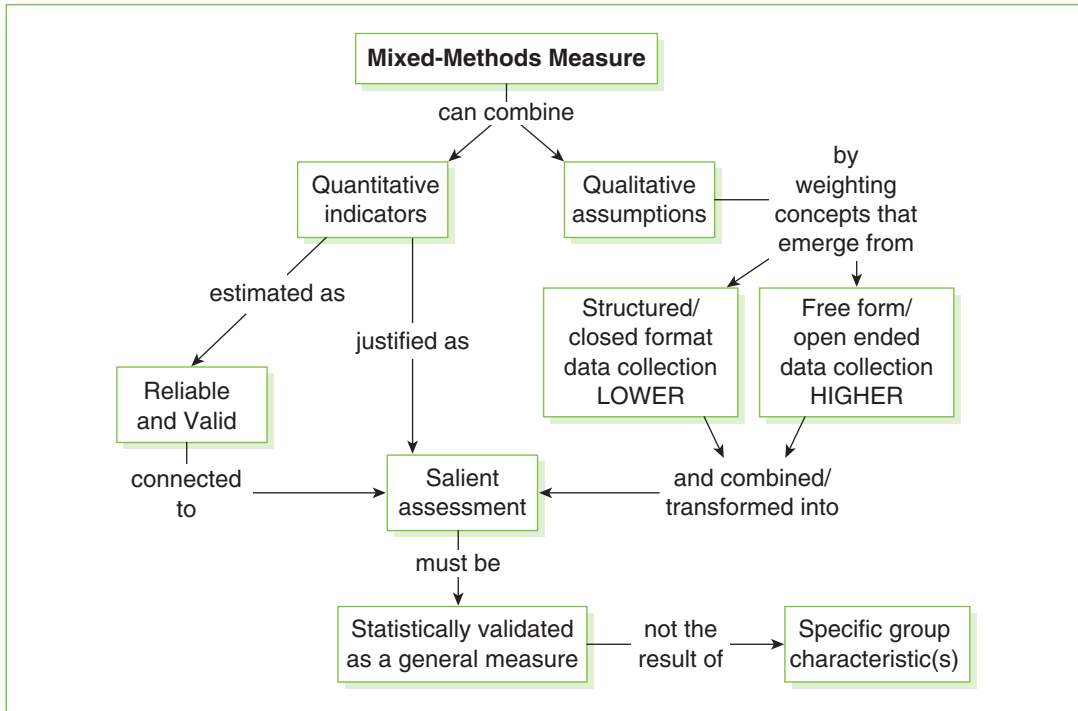 Mixed-Methods Measure
can combine
Quantitative
indicators
Qualitative
assumptions
by
weighting
concepts that
emerge from
estimated as
justified as
Structured/
closed format
data collection
LOWER
Free form/
open ended
data collection
HIGHER
Reliable
and Valid
connected
to
Salient
assessment
and combined/
transformed into
must be
Statistically validated
as a general measure
not the
result of
Specific group
characteristic(s)